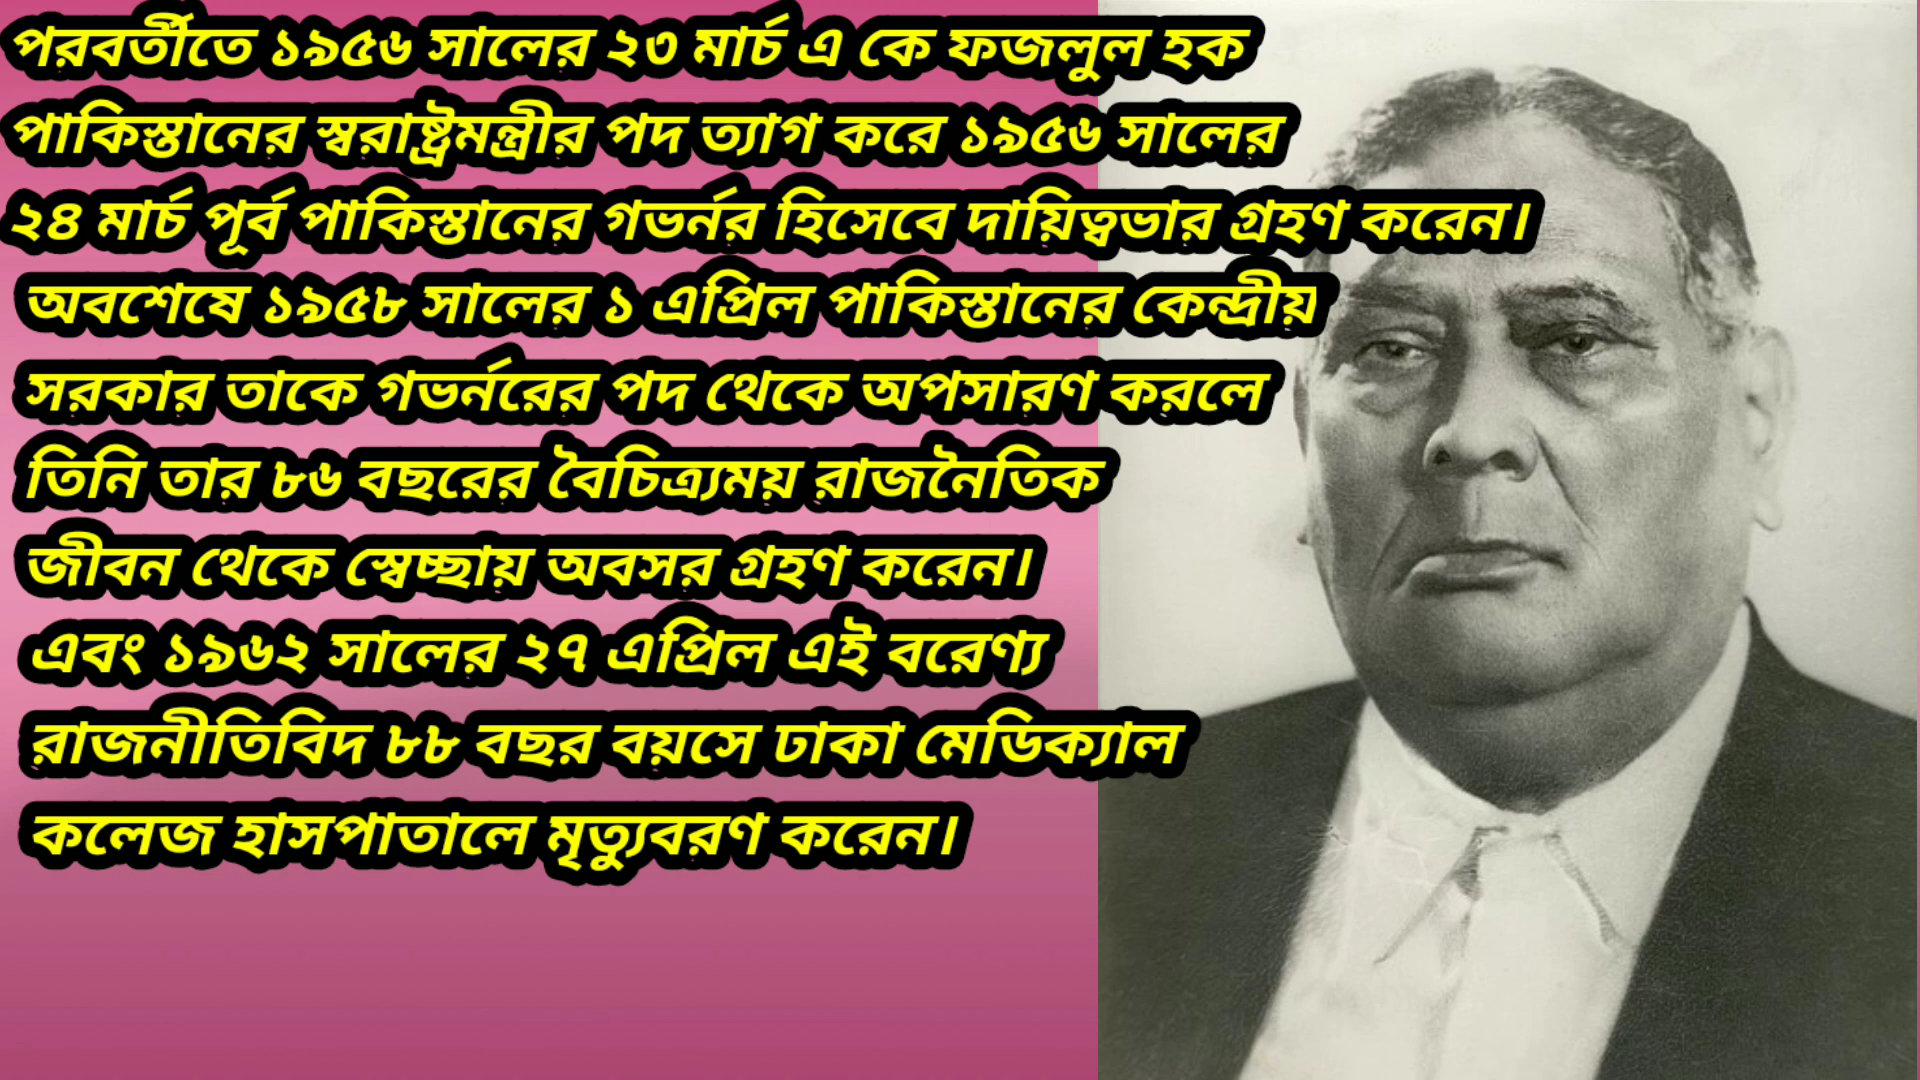 পরবর্তীতে ১৯৫৬ সালের ২৩ মার্চ এ কে ফজলুল হক
পাকিস্তানের স্বরাষ্ট্রমন্ত্রীর পদ ত্যাগ করে ১৯৫৬ সালের
২৪ মার্চ পূর্ব পাকিস্তানের গভর্নর হিসেবে দায়িত্বভার গ্রহণ করেন।
অবশেষে ১৯৫৮ সালের ১ এপ্রিল পাকিস্তানের কেন্দ্রীয়
সরকার তাকে গভর্নরের পদ থেকে অপসারণ করলে
তিনি তার ৮৬ বছরের বৈচিত্র্যময় রাজনৈতিক
জীবন থেকে স্বেচ্ছায় অবসর গ্রহণ করেন।
এবং ১৯৬২ সালের ২৭ এপ্রিল এই বরেণ্য
রাজনীতিবিদ ৮৮ বছর বয়সে ঢাকা মেডিক্যাল
কলেজ হাসপাতালে মৃত্যুবরণ করেন।